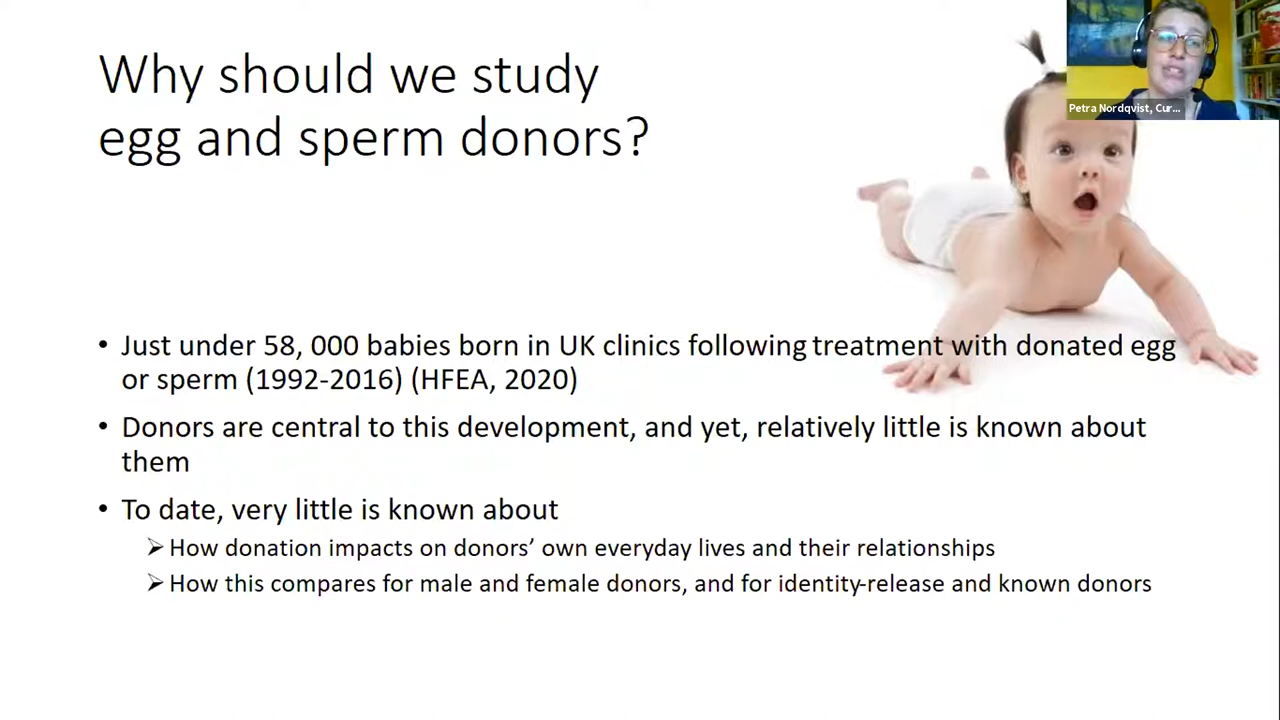 Why should we study
egg and sperm donors?
Petra Nordqvist, Cur...
• Just under 58, 000 babies born in UK clinics following treatment with donated egg
or sperm (1992-2016) (HFEA, 2020)
• Donors are central to this development, and yet, relatively little is known about
them
• To date, very little is known about
➢ How donation impacts on donors’ own everyday lives and their relationships
➢ How this compares for male and female donors, and for identity-release and known donors